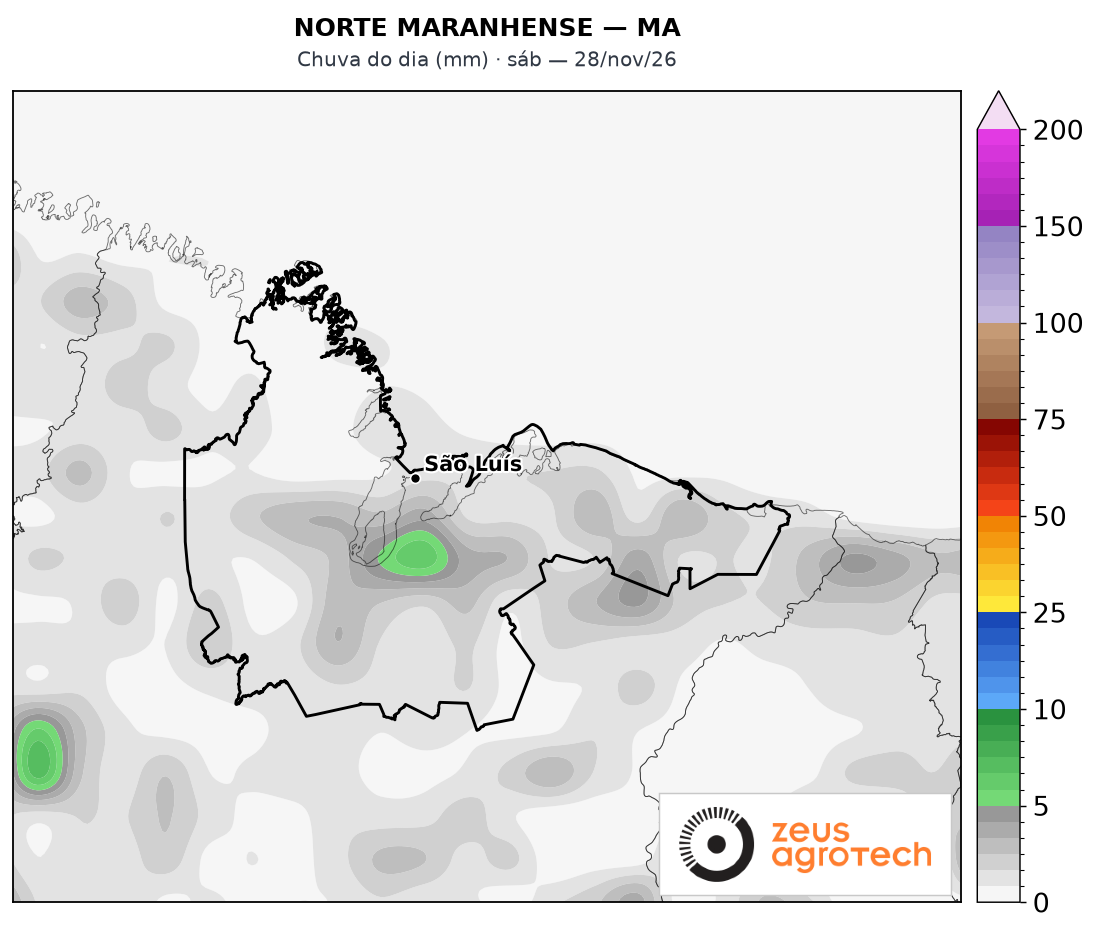 NORTE MARANHENSE — MA
Chuva do dia (mm) · sáb — 28/nov/26
200
150
100
75
50
25
10
5
0
São Luís
zeus
agrotech